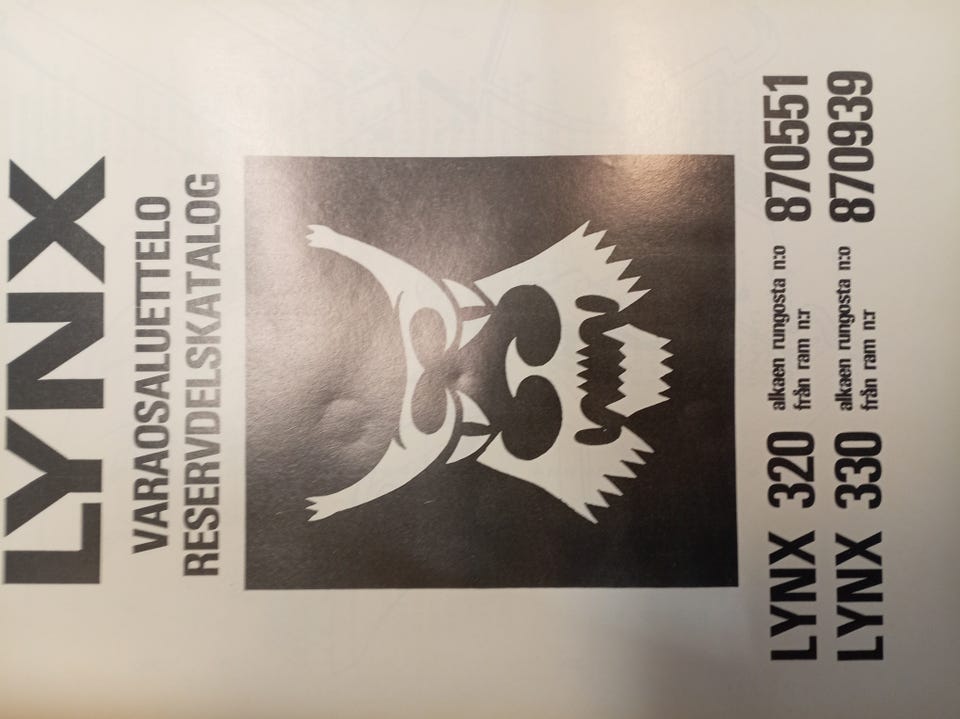 LYNX
VARAOSALUETTELO
RESERVDELSKATALOG
LYNX 320 alkaen rungosta n:o 870551
från ram n:r
LYNX 330 alkaen rungosta n:o 870939
från ram n:r